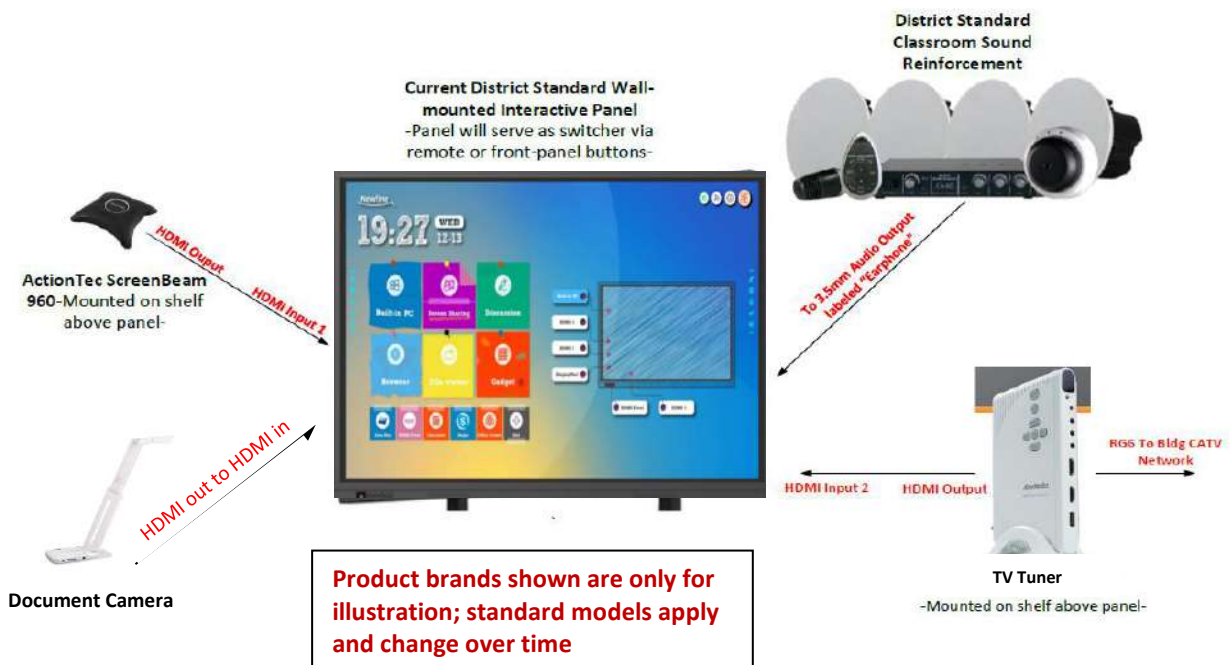 District Standard
Classroom Sound
Reinforcement
Current District Standard Wall-
mounted Interactive Panel
-Panel will serve as switcher via
remote or front-panel buttons-
Newline
19:27
WED
12-13
Built-in PC
Screen Sharing
Discussion
Browser
Gadget
HDMI Ouput
HDMI Input 1
ActionTec ScreenBeam
960-Mounted on shelf
above panel-
To 3.5mm Audio Output
labeled "Earphone"
HDMI out to HDMI in
Document Camera
HDMI Input 2
HDMI Output
RG6 To Bldg CATV
Network
TV Tuner
-Mounted on shelf above panel-
Product brands shown are only for
illustration; standard models apply
and change over time